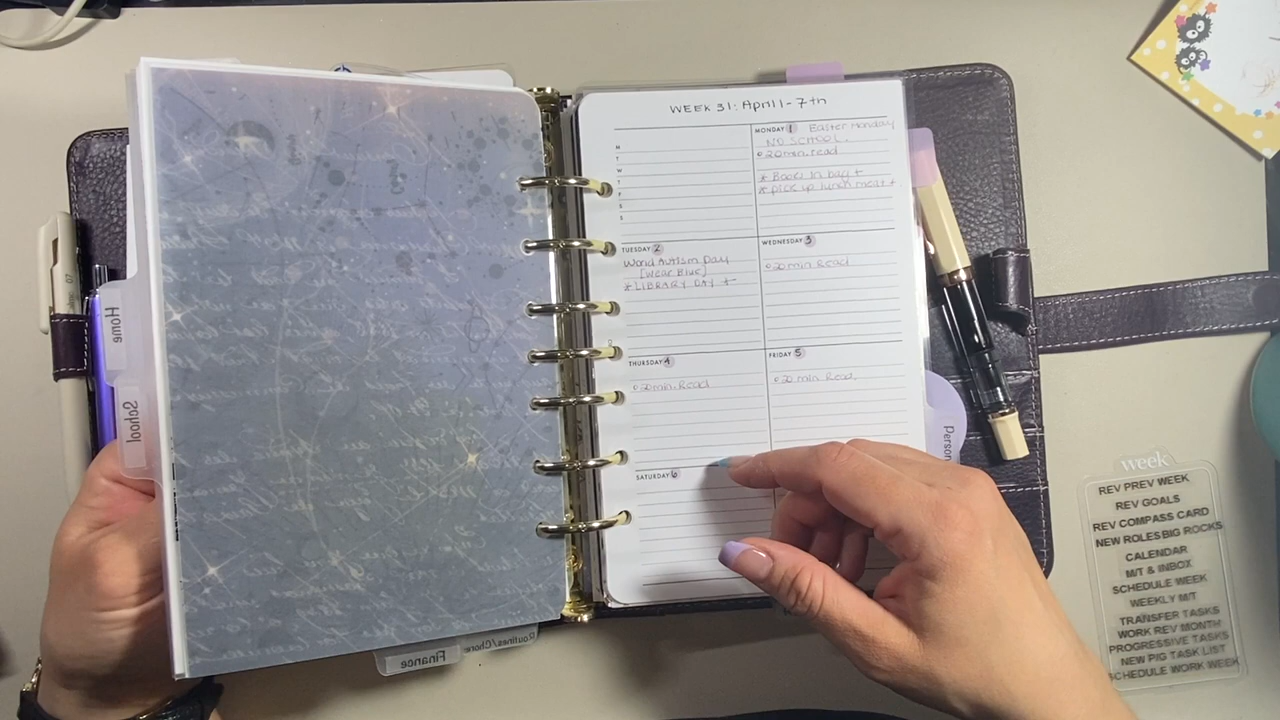 WEEK 31: April 1-7th
M
T
W
T
F
S
S
MONDAY 1 Easter Monday
NO SCHOOL.
20 min. read
* Books in bag *
* pick up lunch meat *
TUESDAY 2
World Autism Day
[Wear Blue]
* LIBRARY DAY *
WEDNESDAY 3
20 min Read
THURSDAY 4
20 min. Read
FRIDAY 5
20 min. Read.
SATURDAY 6
Home
School
Finance
Routines/Chore
Person
week
REV PREV WEEK
REV GOALS
REV COMPASS CARD
NEW ROLES BIG ROCKS
CALENDAR
M/T & INBOX
SCHEDULE WEEK
WEEKLY M/T
TRANSFER TASKS
WORK REV MONTH
PROGRESSIVE TASKS
NEW PIG TASK LIST
SCHEDULE WORK WEEK